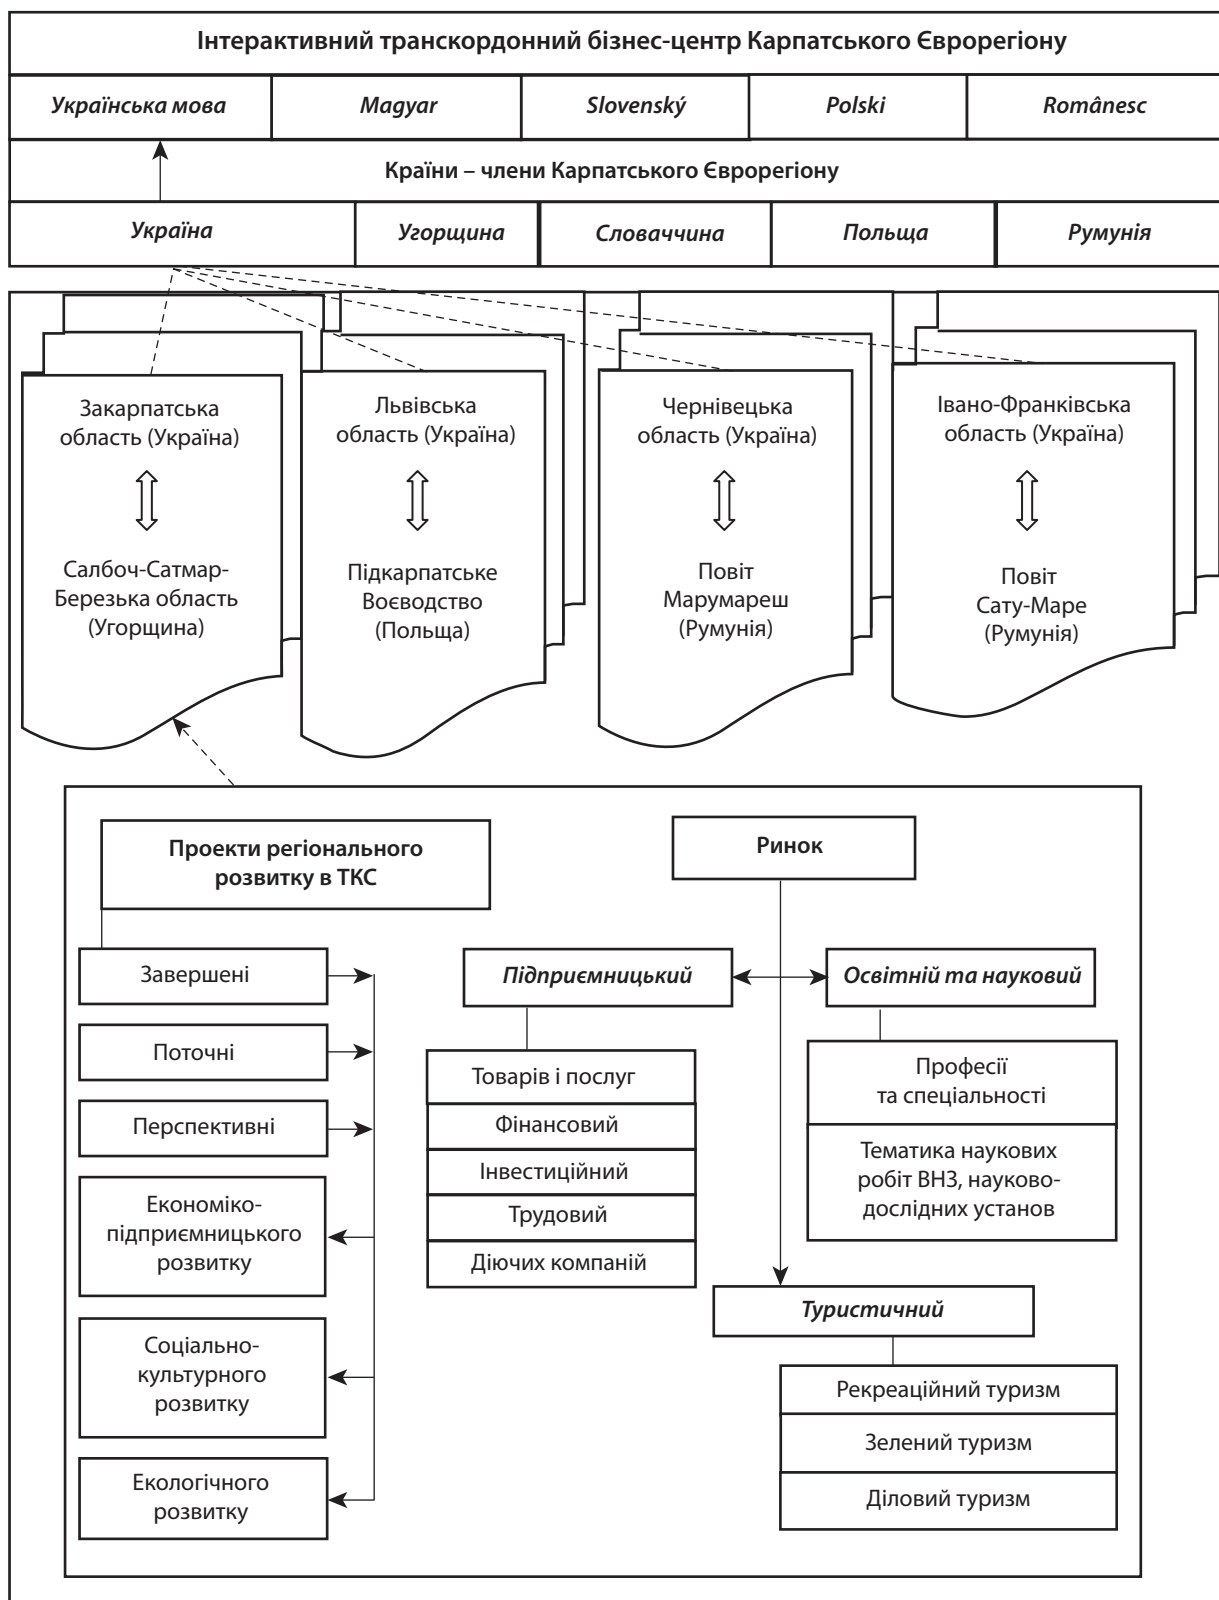 Інтерактивний транскордонний бізнес-центр Карпатського Єврорегіону
Українська мова
Magyar
Slovenský
Polski
Românesc
Країни – члени Карпатського Єврорегіону
Україна
Угорщина
Словаччина
Польща
Румунія
Закарпатська
область (Україна)
Салбоч-Сатмар-
Березька область
(Угорщина)
Львівська
область (Україна)
Підкарпатське
Воєводство
(Польща)
Чернівецька
область (Україна)
Повіт
Марумареш
(Румунія)
Івано-Франківська
область (Україна)
Повіт
Сату-Маре
(Румунія)
Проекти регіонального
розвитку в ТКС
Завершені
Поточні
Перспективні
Економіко-
підприємницького
розвитку
Соціально-
культурного
розвитку
Екологічного
розвитку
Ринок
Підприємницький
Товарів і послуг
Фінансовий
Інвестиційний
Трудовий
Діючих компаній
Освітній та науковий
Професії
та спеціальності
Тематика наукових
робіт ВНЗ, науково-
дослідних установ
Туристичний
Рекреаційний туризм
Зелений туризм
Діловий туризм